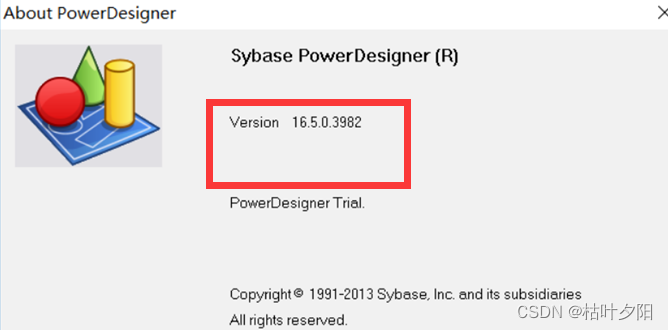 About PowerDesigner
Sybase PowerDesigner (R)
Version 16.5.0.3982
PowerDesigner Trial.
Copyright© 1991-2013 Sybase, Inc. and its subsidiaries
All rights reserved.
CSDN @枯叶夕阳